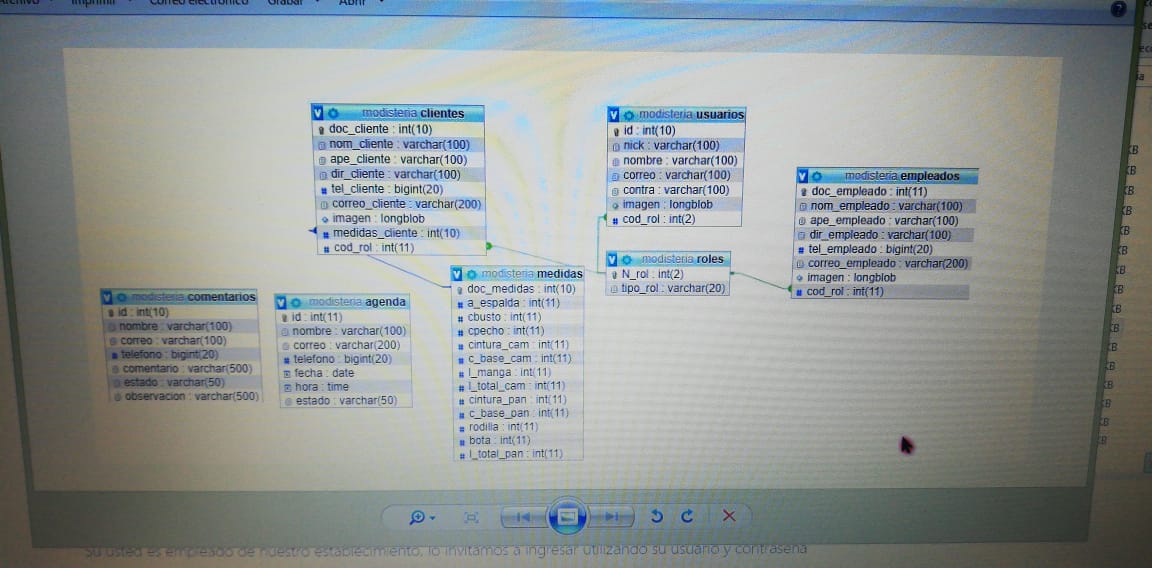 Imprimir
Correo electrónico
Grabar
Abrir
modisteria clientes
doc_cliente : int(10)
nom_cliente : varchar(100)
ape_cliente : varchar(100)
dir_cliente : varchar(100)
tel_cliente : bigint(20)
correo_cliente : varchar(200)
imagen : longblob
medidas_cliente : int(10)
cod_rol : int(11)
modisteria usuarios
id : int(10)
nick : varchar(100)
nombre : varchar(100)
correo : varchar(100)
contra : varchar(100)
imagen : longblob
cod_rol : int(2)
modisteria empleados
doc_empleado : int(11)
nom_empleado : varchar(100)
ape_empleado : varchar(100)
dir_empleado : varchar(100)
tel_empleado : bigint(20)
correo_empleado : varchar(200)
imagen : longblob
cod_rol : int(11)
modisteria roles
N_rol : int(2)
tipo_rol : varchar(20)
modisteria medidas
doc_medidas : int(10)
a_espalda : int(11)
cbusto : int(11)
cpecho : int(11)
cintura_cam : int(11)
c_base_cam : int(11)
l_manga : int(11)
l_total_cam : int(11)
cintura_pan : int(11)
c_base_pan : int(11)
rodilla : int(11)
bota : int(11)
l_total_pan : int(11)
modisteria comentarios
id : int(10)
nombre : varchar(100)
correo : varchar(100)
telefono : bigint(20)
comentario : varchar(500)
estado : varchar(50)
observacion : varchar(500)
modisteria agenda
id : int(11)
nombre : varchar(100)
correo : varchar(200)
telefono : bigint(20)
fecha : date
hora : time
estado : varchar(50)
Su usted es empleado de nuestro establecimiento, lo invitamos a ingresar utilizando su usuario y contraseña